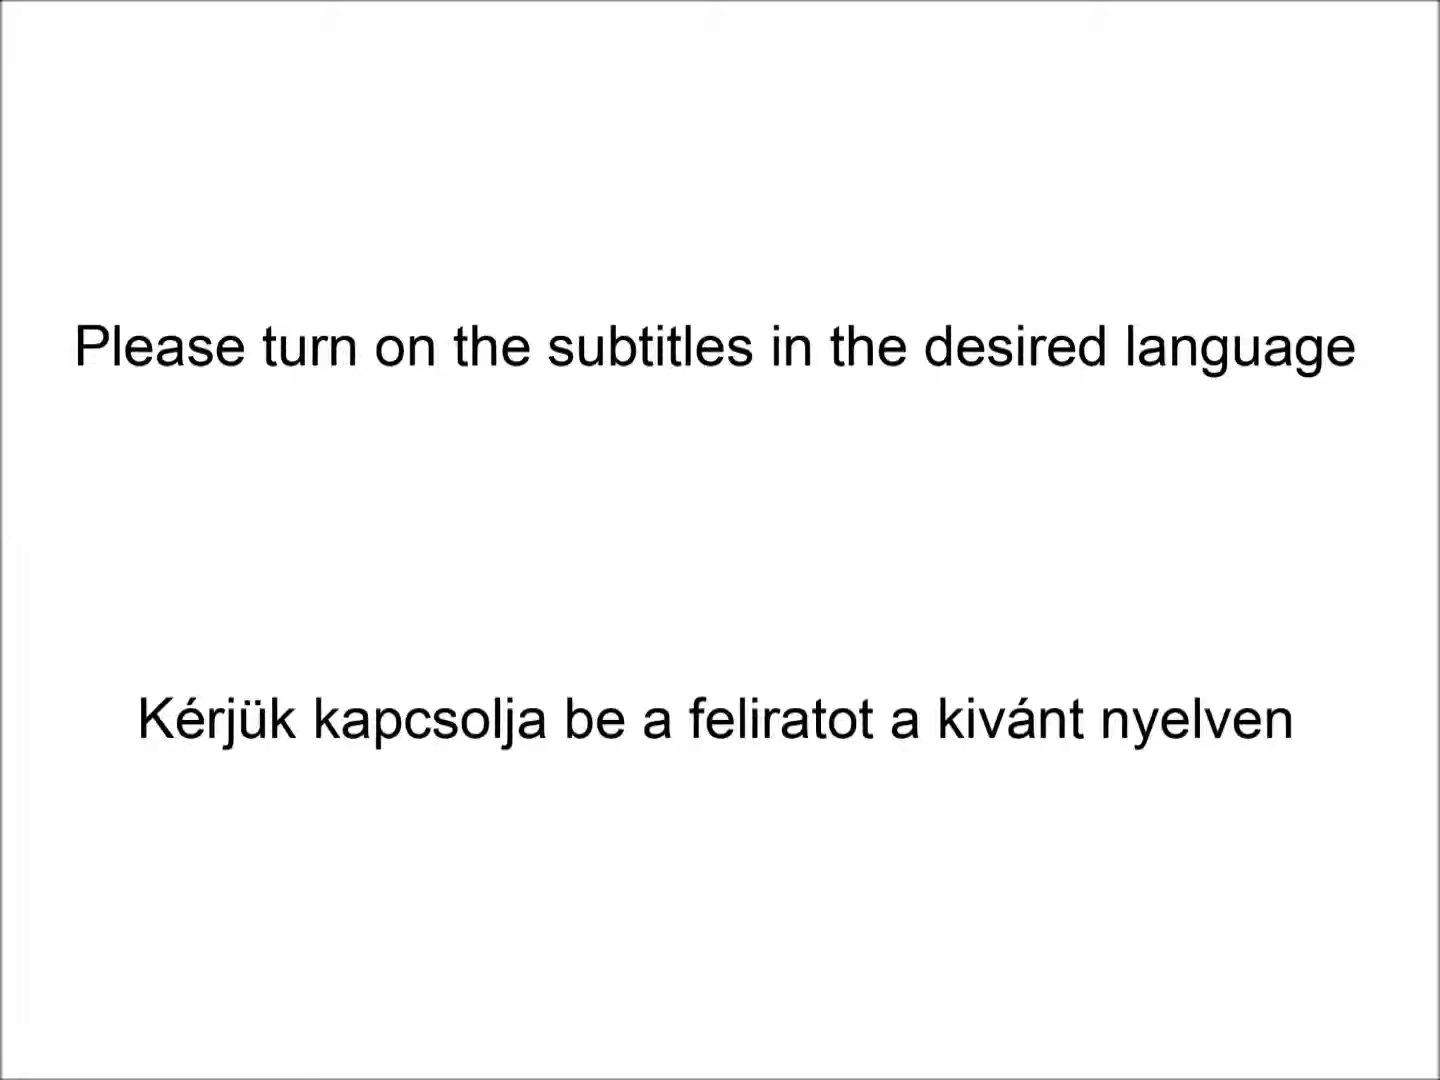 Please turn on the subtitles in the desired language
Kérjük kapcsolja be a feliratot a kivánt nyelven